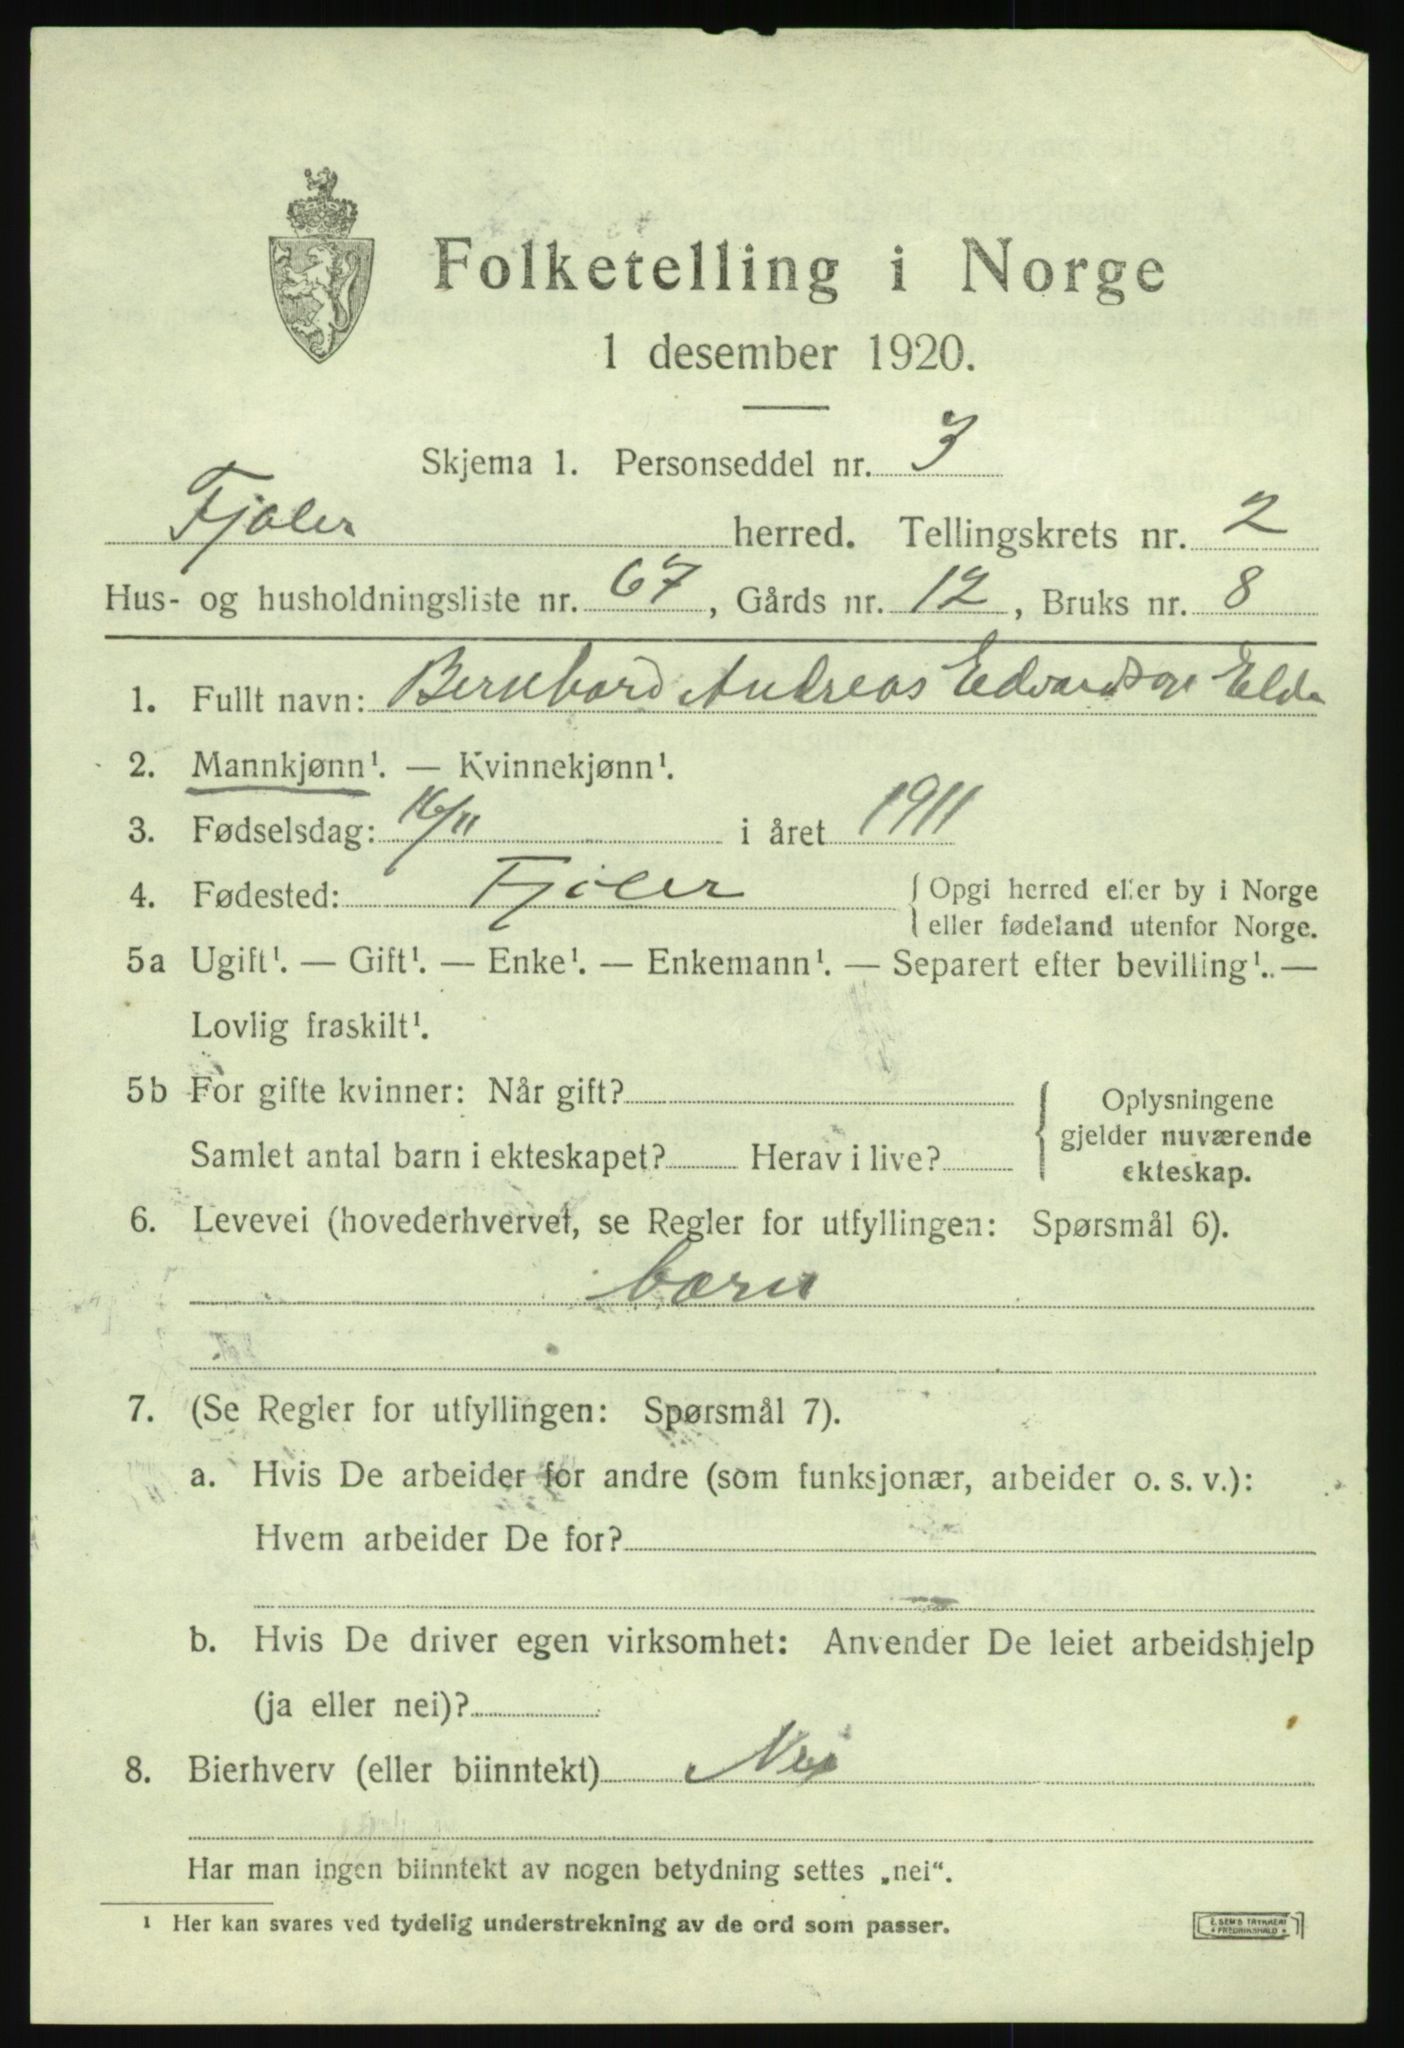 Folketelling i Norge
1 desember 1920.
Skjema 1. Personseddel nr. 3
Fjaler herred. Tellingskrets nr. 2
Hus- og husholdningsliste nr. 67, Gårds nr. 12, Bruks nr. 8
1. Fullt navn: Bernhard Andreas Edvardson Elde
2. Mannkjønn¹. — Kvinnekjønn¹.
3. Fødselsdag: 16/11 i året 1911
4. Fødested: Fjaler { Opgi herred eller by i Norge
eller fødeland utenfor Norge.
5a Ugift¹. — Gift¹. — Enke¹. — Enkemann¹. — Separert efter bevilling¹. —
Lovlig fraskilt¹.
5b For gifte kvinner: Når gift? { Oplysningene
gjelder nuværende
Samlet antal barn i ekteskapet? Herav i live? ekteskap.
6. Levevei (hovederhvervet, se Regler for utfyllingen: Spørsmål 6).
barn
7. (Se Regler for utfyllingen: Spørsmål 7).
a. Hvis De arbeider for andre (som funksjonær, arbeider o. s. v.):
Hvem arbeider De for?
b. Hvis De driver egen virksomhet: Anvender De leiet arbeidshjelp
(ja eller nei)?
8. Bierhverv (eller biinntekt) Nei
Har man ingen biinntekt av nogen betydning settes „nei“.
¹ Her kan svares ved tydelig understrekning av de ord som passer.
E. SEM'S TRYKKERI
FREDRIKSHALD